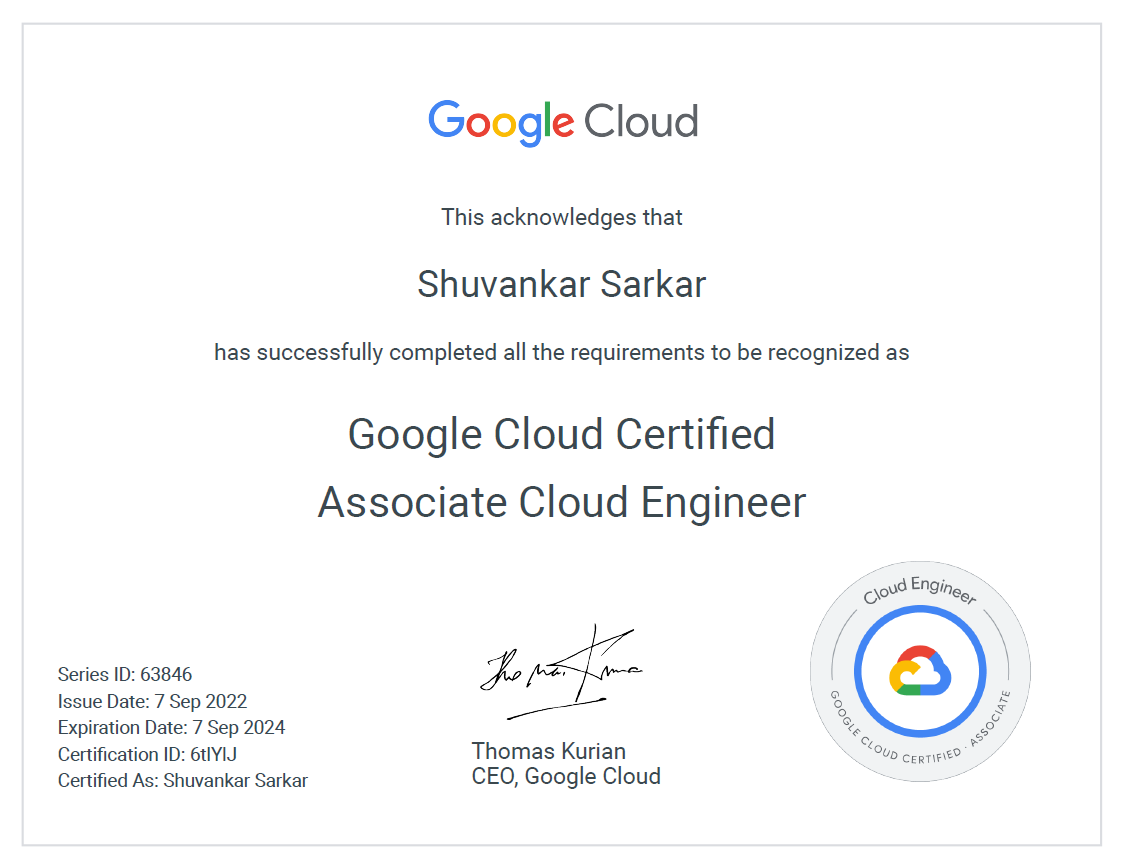 Google Cloud
This acknowledges that
Shuvankar Sarkar
has successfully completed all the requirements to be recognized as
Google Cloud Certified
Associate Cloud Engineer
Series ID: 63846
Issue Date: 7 Sep 2022
Expiration Date: 7 Sep 2024
Certification ID: 6tIYIJ
Certified As: Shuvankar Sarkar
Thomas Kurian
CEO, Google Cloud
Cloud Engineer
GOOGLE CLOUD CERTIFIED · ASSOCIATE